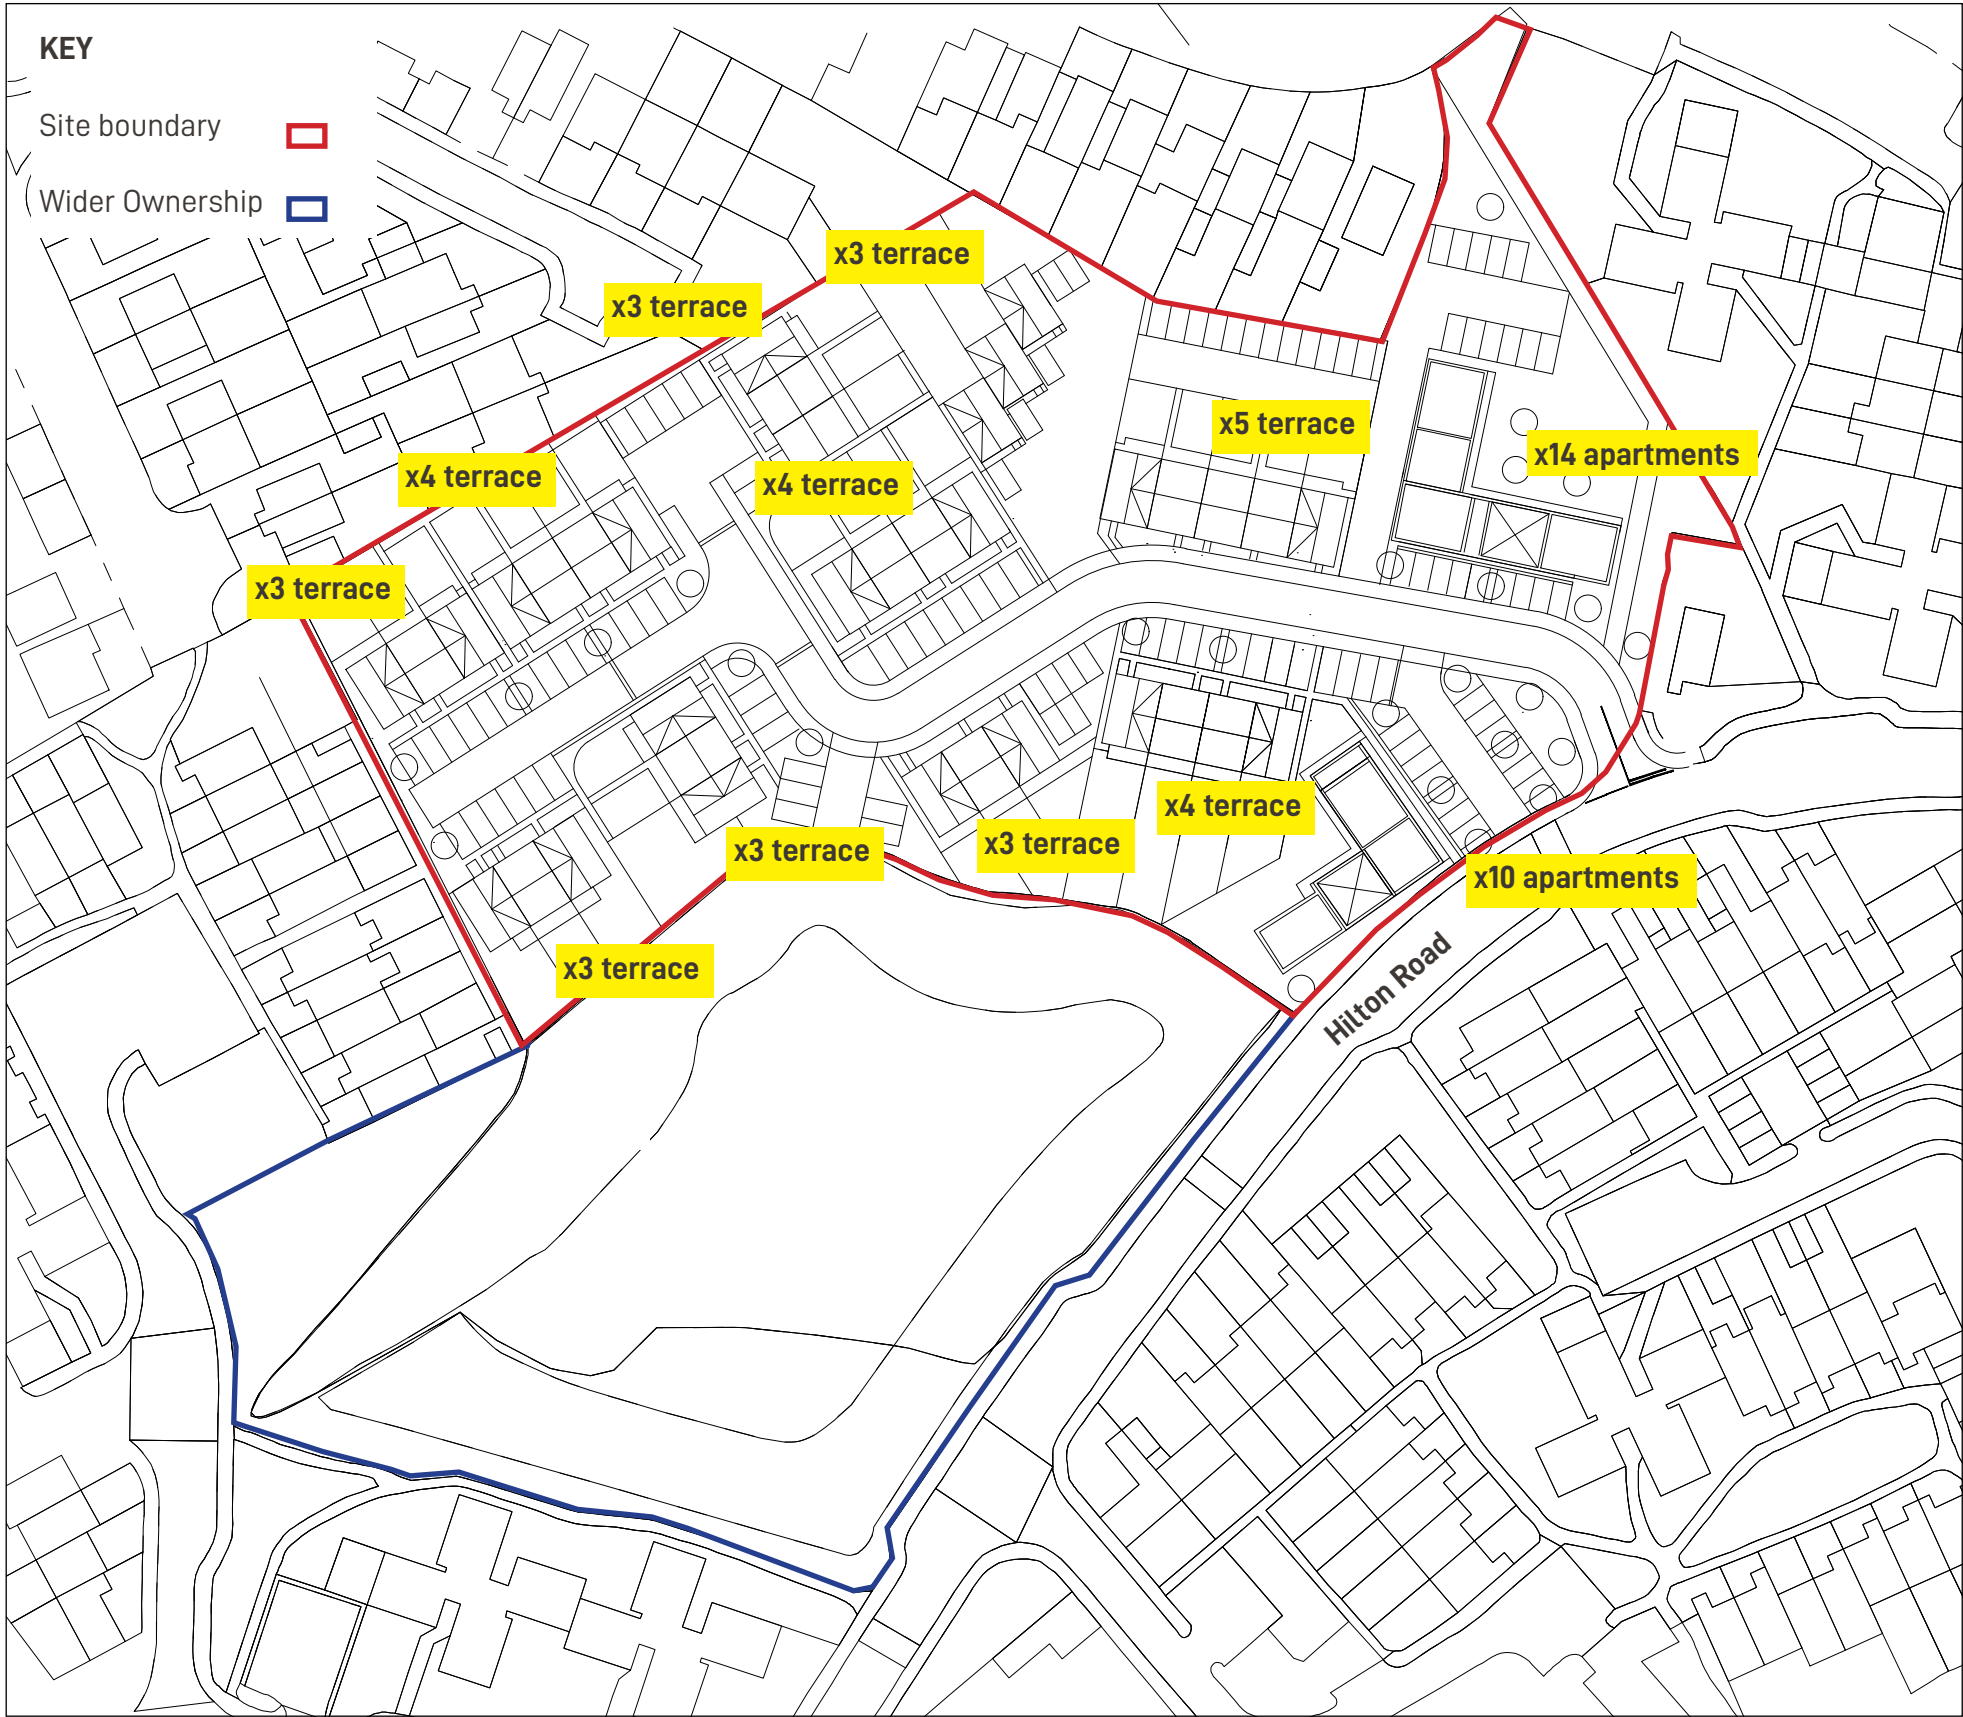 KEY
Site boundary
Wider Ownership
x3 terrace
x3 terrace
x4 terrace
x4 terrace
x5 terrace
x14 apartments
x3 terrace
x4 terrace
x3 terrace
x3 terrace
x10 apartments
x3 terrace
Hilton Road